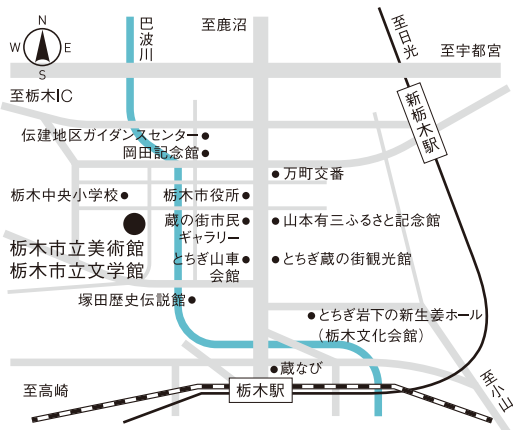 N
W E
S
巴波川
至鹿沼
至日光
至宇都宮
至栃木IC
新栃木駅
伝建地区ガイダンスセンター
岡田記念館
万町交番
栃木中央小学校
栃木市役所
蔵の街市民
ギャラリー
山本有三ふるさと記念館
栃木市立美術館
栃木市立文学館
とちぎ山車
会館
とちぎ蔵の街観光館
塚田歴史伝説館
とちぎ岩下の新生姜ホール
（栃木文化会館）
蔵なび
至高崎
栃木駅
至小山